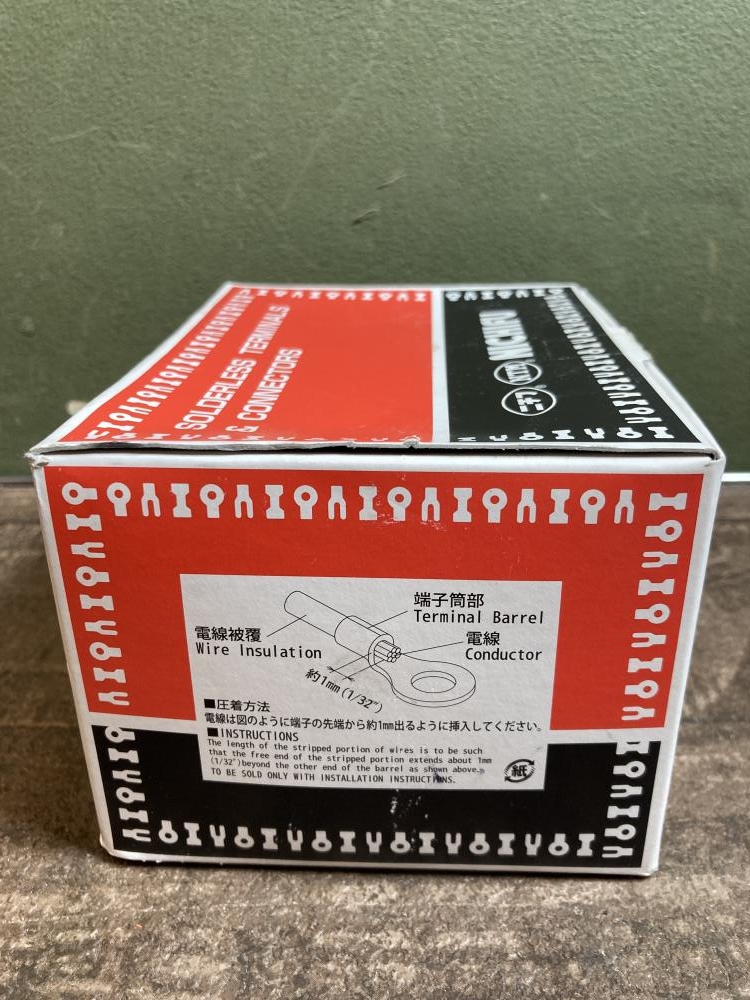 SOLDERLESS TERMINALS
& CONNECTORS
ニチフ
NICHIFU
端子筒部
Terminal Barrel
電線被覆
Wire Insulation
電線
Conductor
約1mm(1/32")
■圧着方法
電線は図のように端子の先端から約1mm出るように挿入してください。
■INSTRUCTIONS
The length of the stripped portion of wires is to be such
that the free end of the stripped portion extends about 1mm
(1/32")beyond the other end of the barrel as shown above.
TO BE SOLD ONLY WITH INSTALLATION INSTRUCTIONS.
紙